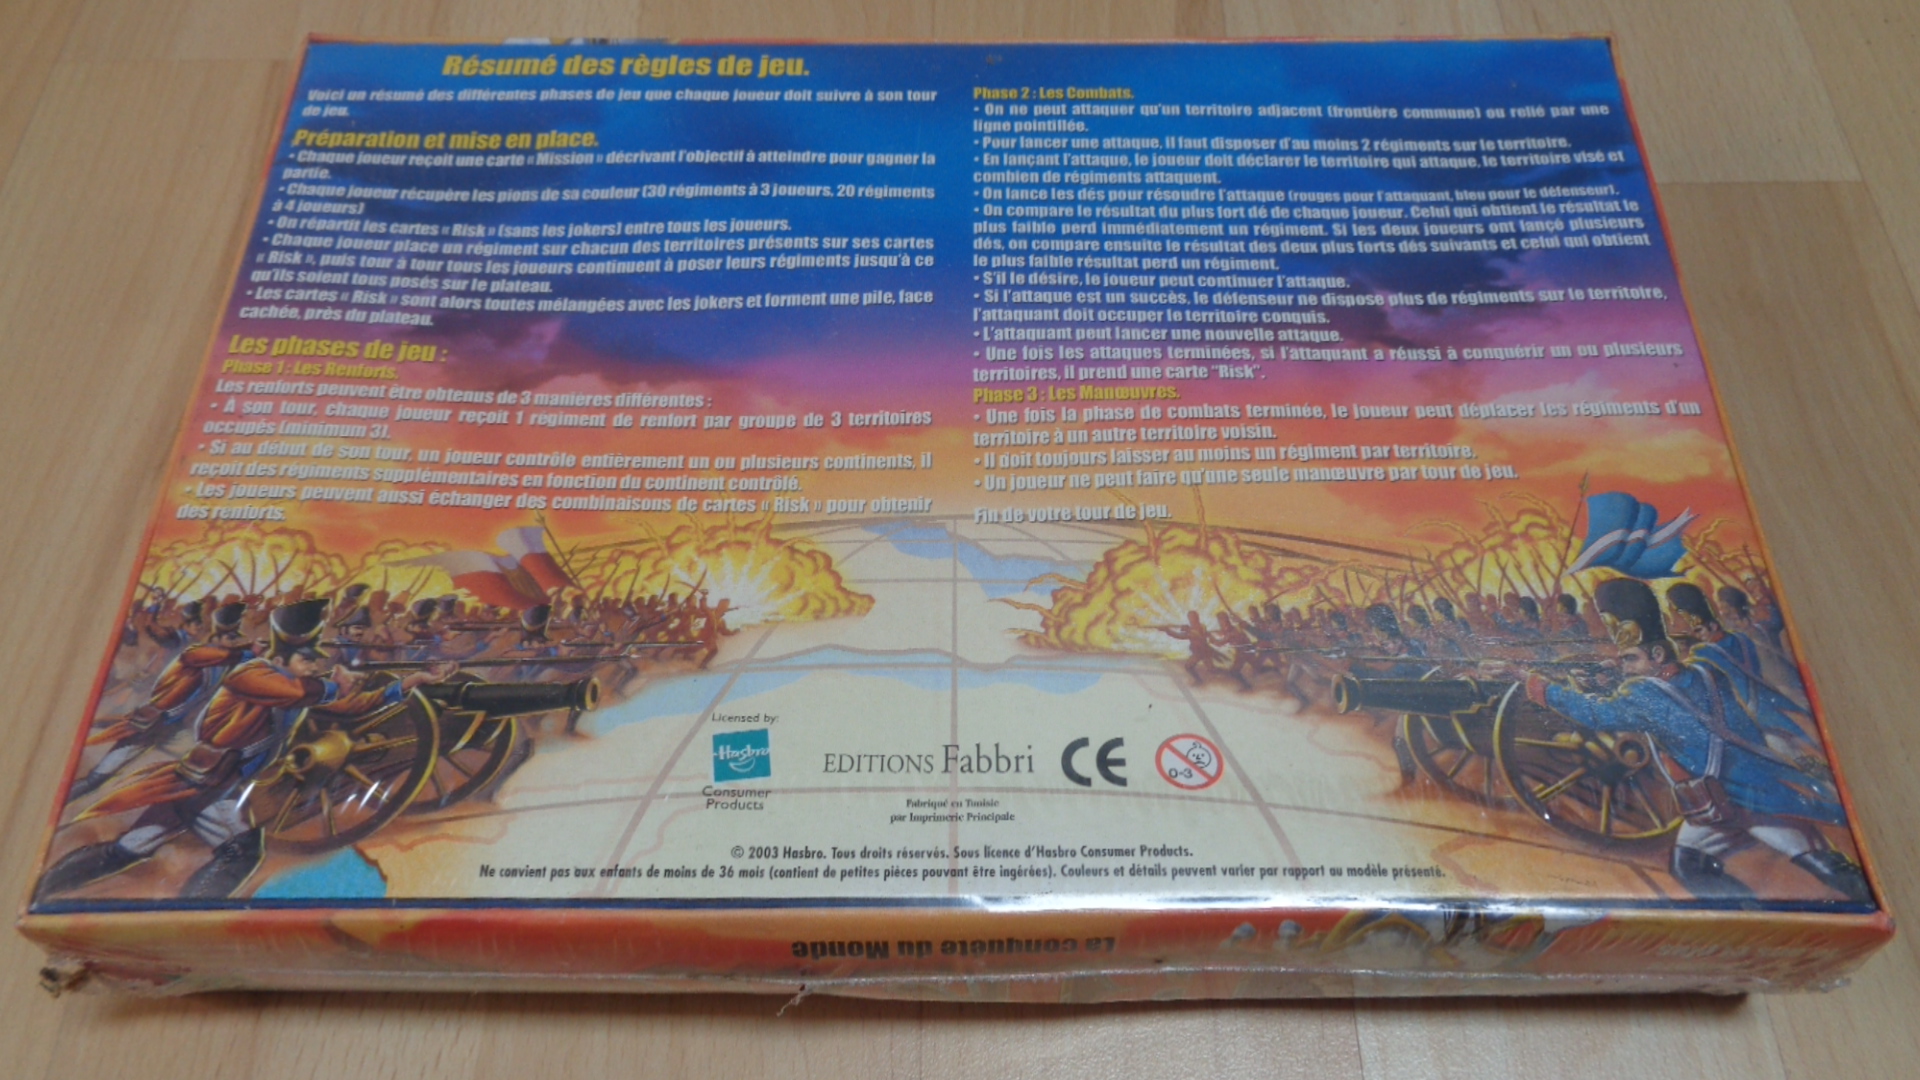 Résumé des règles de jeu.
Voici un résumé des différentes phases de jeu que chaque joueur doit suivre à son tour
de jeu.
Préparation et mise en place.
• Chaque joueur reçoit une carte « Mission » décrivant l'objectif à atteindre pour gagner la
partie.
• Chaque joueur récupère les pions de sa couleur (30 régiments à 3 joueurs, 20 régiments
à 4 joueurs)
• On répartit les cartes « Risk » (sans les jokers) entre tous les joueurs.
• Chaque joueur place un régiment sur chacun des territoires présents sur ses cartes
« Risk », puis tour à tour tous les joueurs continuent à poser leurs régiments jusqu'à ce
qu'ils soient tous posés sur le plateau.
• Les cartes « Risk » sont alors toutes mélangées avec les jokers et forment une pile, face
cachée, près du plateau.
Les phases de jeu :
Phase 1 : Les Renforts.
Les renforts peuvent être obtenus de 3 manières différentes :
• À son tour, chaque joueur reçoit 1 régiment de renfort par groupe de 3 territoires
occupés (minimum 3).
• Si au début de son tour, un joueur contrôle entièrement un ou plusieurs continents, il
reçoit des régiments supplémentaires en fonction du continent contrôlé.
• Les joueurs peuvent aussi échanger des combinaisons de cartes « Risk » pour obtenir
des renforts.
Phase 2 : Les Combats.
• On ne peut attaquer qu'un territoire adjacent (frontière commune) ou relié par une
ligne pointillée.
• Pour lancer une attaque, il faut disposer d'au moins 2 régiments sur le territoire.
• En lançant l'attaque, le joueur doit déclarer le territoire qui attaque, le territoire visé et
combien de régiments attaquent.
• On lance les dés pour résoudre l'attaque (rouges pour l'attaquant, bleu pour le défenseur).
• On compare le résultat du plus fort dé de chaque joueur. Celui qui obtient le résultat le
plus faible perd immédiatement un régiment. Si les deux joueurs ont lancé plusieurs
dés, on compare ensuite le résultat des deux plus forts dés suivants et celui qui obtient
le plus faible résultat perd un régiment.
• S'il le désire, le joueur peut continuer l'attaque.
• Si l'attaque est un succès, le défenseur ne dispose plus de régiments sur le territoire,
l'attaquant doit occuper le territoire conquis.
• L'attaquant peut lancer une nouvelle attaque.
• Une fois les attaques terminées, si l'attaquant a réussi à conquérir un ou plusieurs
territoires, il prend une carte "Risk".
Phase 3 : Les Manœuvres.
• Une fois la phase de combats terminée, le joueur peut déplacer les régiments d'un
territoire à un autre territoire voisin.
• Il doit toujours laisser au moins un régiment par territoire.
• Un joueur ne peut faire qu'une seule manœuvre par tour de jeu.
Fin de votre tour de jeu.
Licensed by:
Hasbro
Consumer
Products
EDITIONS Fabbri
CE
0-3
Fabriqué en Tunisie
par Imprimerie Principale
© 2003 Hasbro. Tous droits réservés. Sous licence d'Hasbro Consumer Products.
Ne convient pas aux enfants de moins de 36 mois (contient de petites pièces pouvant être ingérées). Couleurs et détails peuvent varier par rapport au modèle présenté.
La conquête du Monde